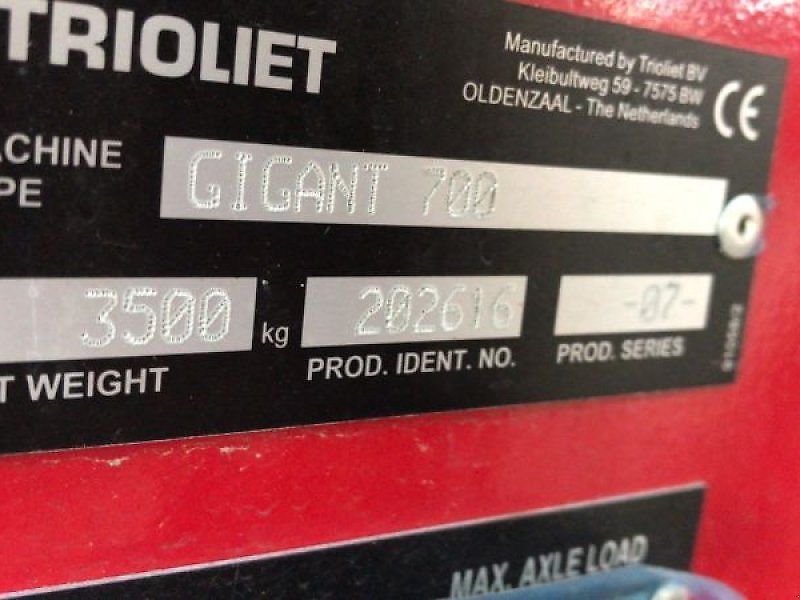 TRIOLIET
Manufactured by Trioliet BV
Kleibultweg 59 - 7575 BW
OLDENZAAL - The Netherlands
CE
ACHINE
PE
GIGANT 700
3500 kg
202616
-07-
T WEIGHT
PROD. IDENT. NO.
PROD. SERIES
MAX. AXLE LOAD